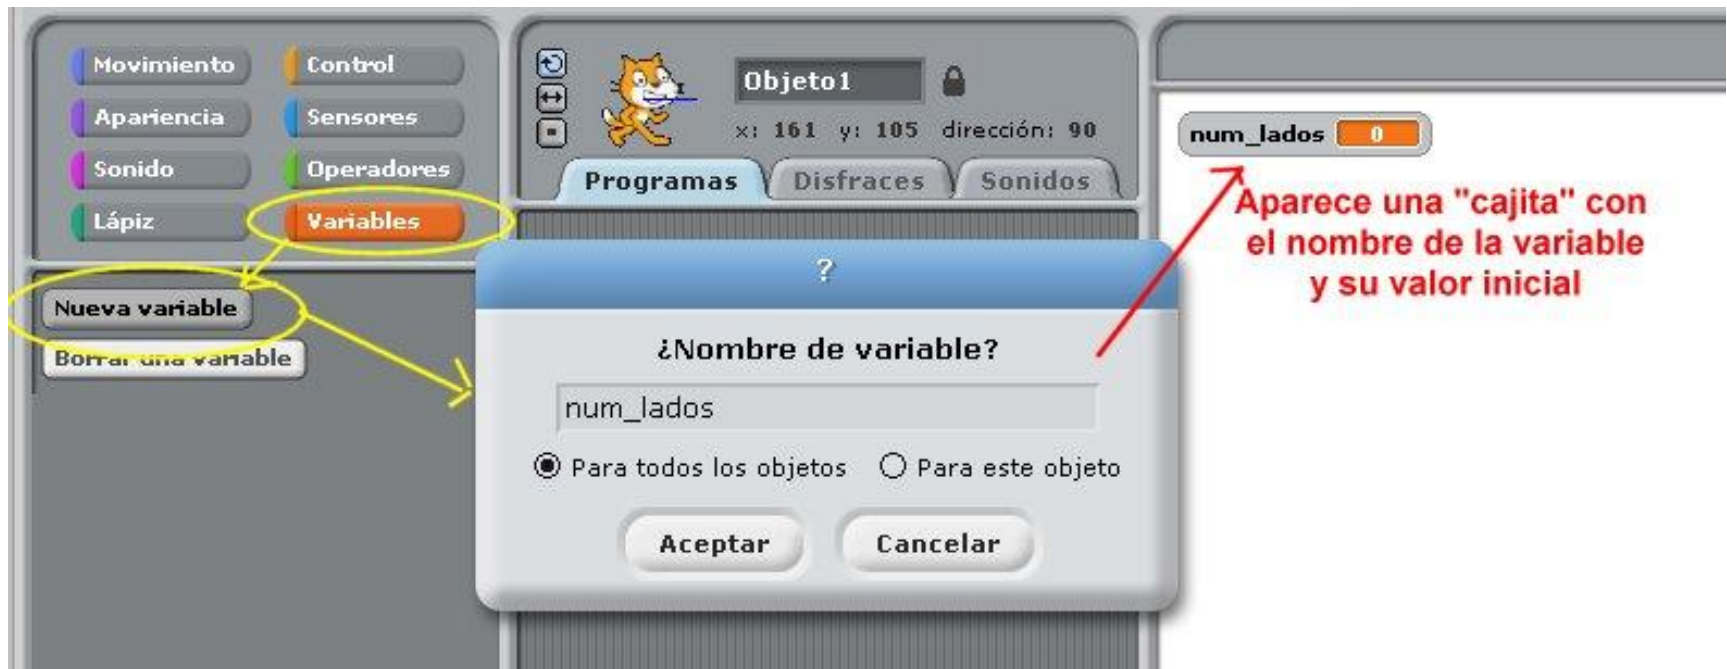 Movimiento
Control
Apariencia
Sensores
Sonido
Operadores
Lápiz
Variables
Nueva variable
Borrar una variable
Objeto1
x: 161 y: 105 dirección: 90
Programas
Disfraces
Sonidos
?
¿Nombre de variable?
num_lados
Para todos los objetos
Para este objeto
Aceptar
Cancelar
num_lados 0
Aparece una "cajita" con
el nombre de la variable
y su valor inicial